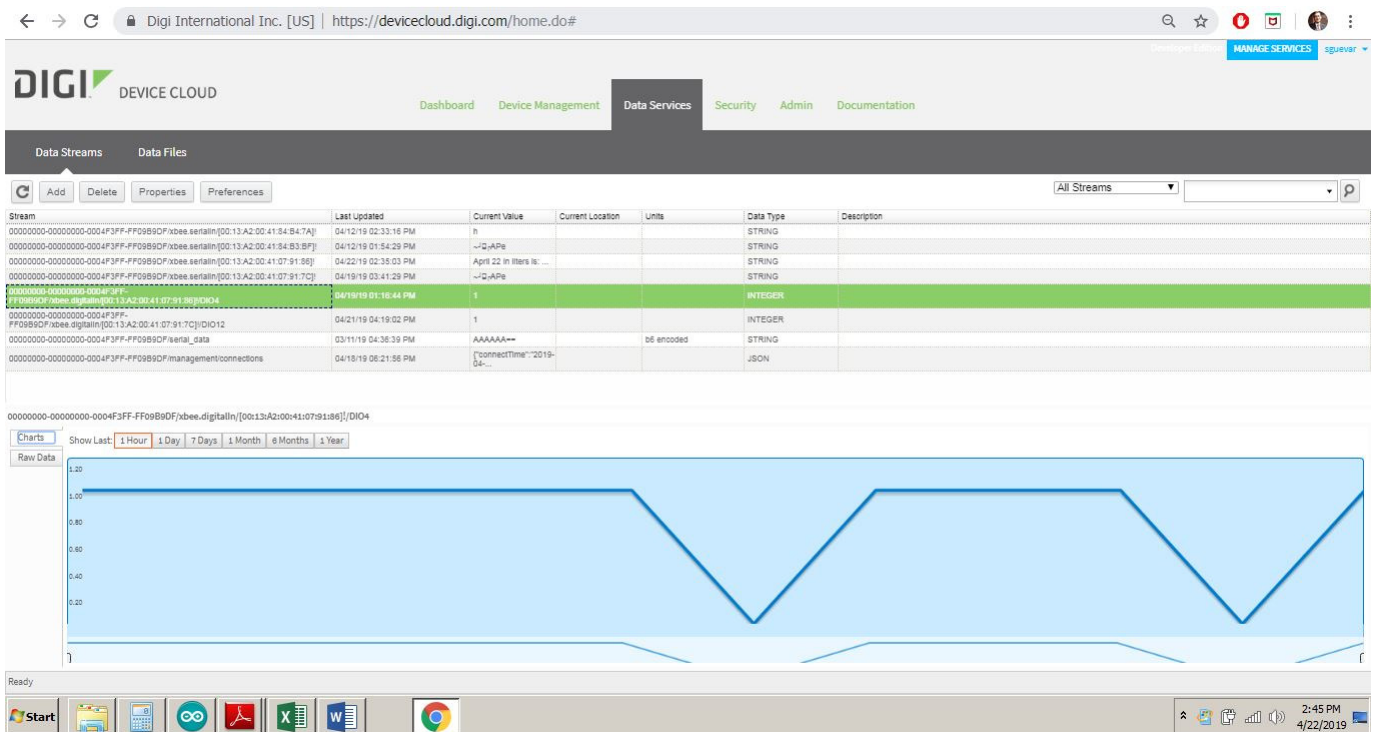 Digi International Inc. [US] | https://devicecloud.digi.com/home.do#
MANAGE SERVICES sguevar
DIGI DEVICE CLOUD
Dashboard Device Management Data Services Security Admin Documentation
Data Streams Data Files
Add Delete Properties Preferences All Streams
Stream Last Updated Current Value Current Location Units Data Type Description
00000000-00000000-0004F3FF-FF09B9DF/xbee.serialIn/[00:13:A2:00:41:84:B4:7A]! 04/12/19 02:33:16 PM h STRING
00000000-00000000-0004F3FF-FF09B9DF/xbee.serialIn/[00:13:A2:00:41:84:B3:BF]! 04/12/19 01:54:29 PM STRING
00000000-00000000-0004F3FF-FF09B9DF/xbee.serialIn/[00:13:A2:00:41:07:91:86]! 04/22/19 02:35:03 PM April 22 in liters is: ... STRING
00000000-00000000-0004F3FF-FF09B9DF/xbee.serialIn/[00:13:A2:00:41:07:91:7C]! 04/19/19 03:41:29 PM STRING
00000000-00000000-0004F3FF-
FF09B9DF/xbee.digitalIn/[00:13:A2:00:41:07:91:86]!/DIO4 04/19/19 01:16:44 PM 1 INTEGER
00000000-00000000-0004F3FF-
FF09B9DF/xbee.digitalIn/[00:13:A2:00:41:07:91:7C]!/DIO12 04/21/19 04:19:02 PM 1 INTEGER
00000000-00000000-0004F3FF-FF09B9DF/serial_data 03/11/19 04:36:39 PM AAAAAA== b6 encoded STRING
00000000-00000000-0004F3FF-FF09B9DF/management/connections 04/18/19 06:21:56 PM {"connectTime":"2019-
04-... JSON
00000000-00000000-0004F3FF-FF09B9DF/xbee.digitalIn/[00:13:A2:00:41:07:91:86]!/DIO4
Charts Show Last: 1 Hour 1 Day 7 Days 1 Month 6 Months 1 Year
Raw Data
1.20
1.00
0.80
0.60
0.40
0.20
Ready
Start 2:45 PM
4/22/2019